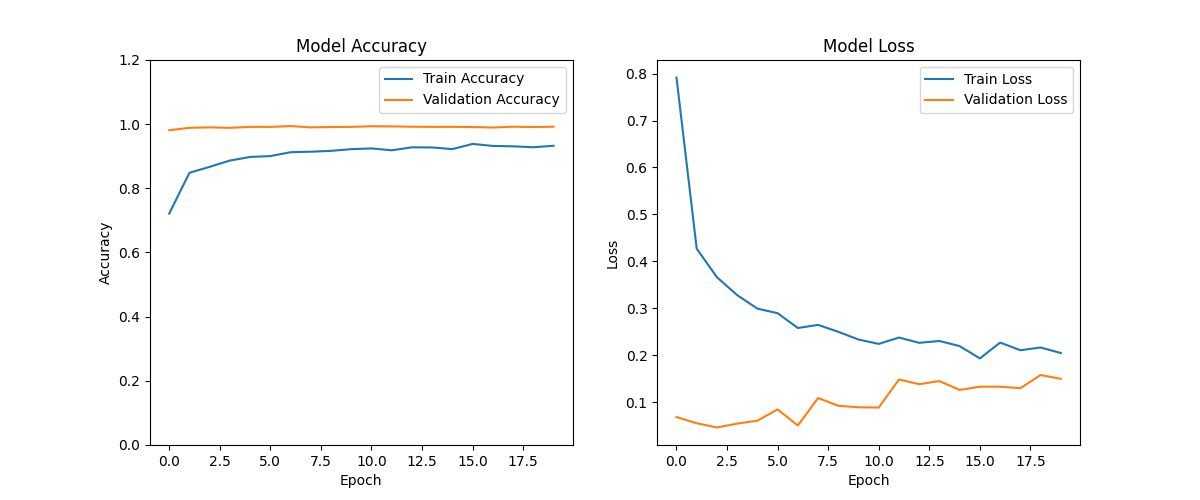 Model Accuracy
Train Accuracy
Validation Accuracy
Accuracy
1.2
1.0
0.8
0.6
0.4
0.2
0.0
0.0 2.5 5.0 7.5 10.0 12.5 15.0 17.5
Epoch
Model Loss
Train Loss
Validation Loss
Loss
0.8
0.7
0.6
0.5
0.4
0.3
0.2
0.1
0.0 2.5 5.0 7.5 10.0 12.5 15.0 17.5
Epoch